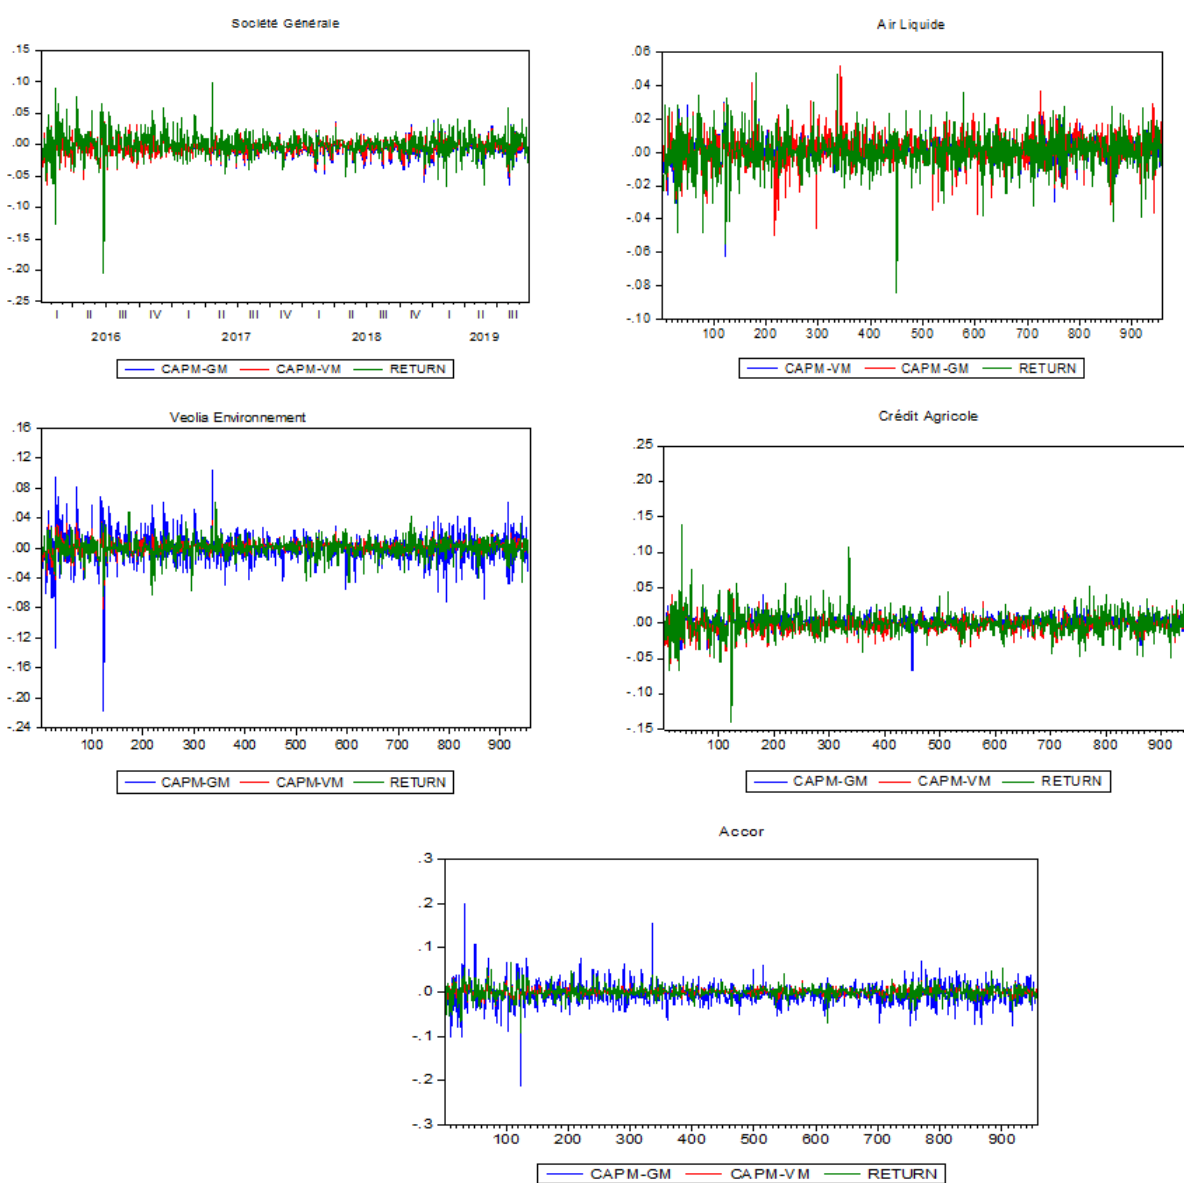 Société Générale
.15
.10
.05
.00
-.05
-.10
-.15
-.20
-.25
I II III IV I II III IV I II III IV I II III
2016 2017 2018 2019
CAPM-GM CAPM-VM RETURN
Air Liquide
.06
.04
.02
.00
-.02
-.04
-.06
-.08
-.10
100 200 300 400 500 600 700 800 900
CAPM-VM CAPM-GM RETURN
Veolia Environnement
.16
.12
.08
.04
.00
-.04
-.08
-.12
-.16
-.20
-.24
100 200 300 400 500 600 700 800 900
CAPM-GM CAPM-VM RETURN
Crédit Agricole
.25
.20
.15
.10
.05
.00
-.05
-.10
-.15
100 200 300 400 500 600 700 800 900
CAPM-GM CAPM-VM RETURN
Accor
.3
.2
.1
.0
-.1
-.2
-.3
100 200 300 400 500 600 700 800 900
CAPM-GM CAPM-VM RETURN